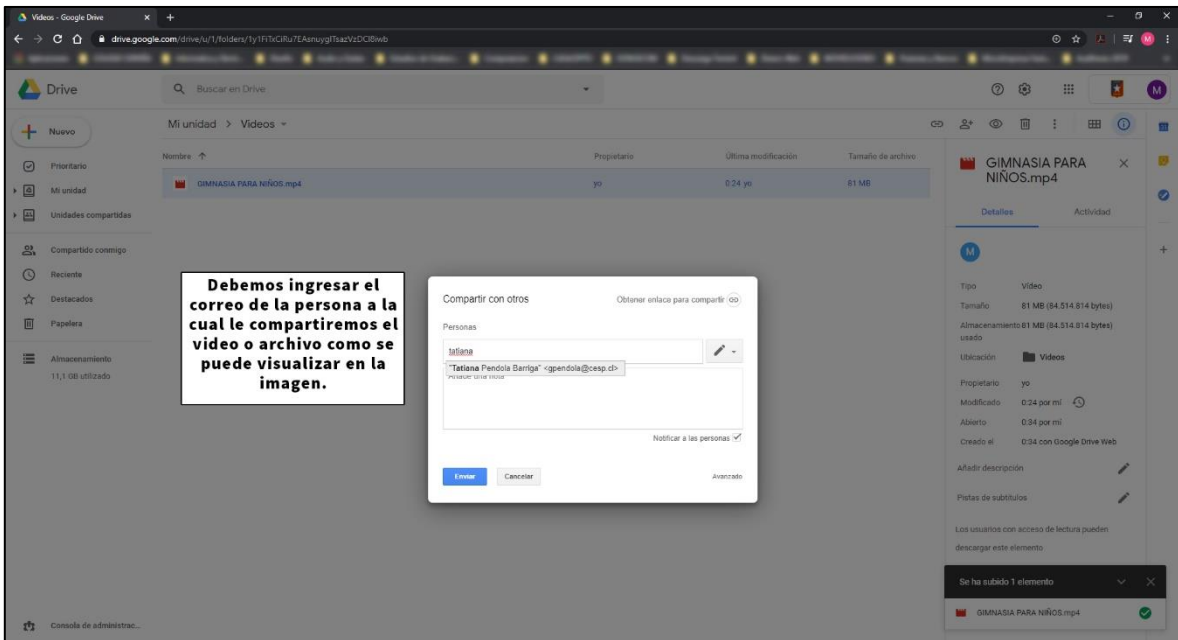 Videos - Google Drive
drive.google.com/drive/u/1/folders/
Drive
Buscar en Drive
M
Nuevo
Mi unidad > Videos
Nombre
Propietario
Última modificación
Tamaño de archivo
GIMNASIA PARA NIÑOS.mp4
yo
0:24 yo
81 MB
Prioritario
Mi unidad
Unidades compartidas
Compartido conmigo
Reciente
Destacados
Papelera
Almacenamiento
11,1 GB utilizado
Consola de administrac...
Debemos ingresar el
correo de la persona a la
cual le compartiremos el
video o archivo como se
puede visualizar en la
imagen.
Compartir con otros
Obtener enlace para compartir
Personas
tatiana
"Tatiana Pendola Barriga" <gpendola@cesp.cl>
Añade una nota
Notificar a las personas
Enviar
Cancelar
Avanzado
GIMNASIA PARA
NIÑOS.mp4
Detalles
Actividad
M
Tipo Vídeo
Tamaño 81 MB (84.514.814 bytes)
Almacenamiento 81 MB (84.514.814 bytes)
usado
Ubicación Videos
Propietario yo
Modificado 0:24 por mí
Abierto 0:34 por mí
Creado el 0:34 con Google Drive Web
Añadir descripción
Pistas de subtítulos
Los usuarios con acceso de lectura pueden
descargar este elemento
Se ha subido 1 elemento
GIMNASIA PARA NIÑOS.mp4